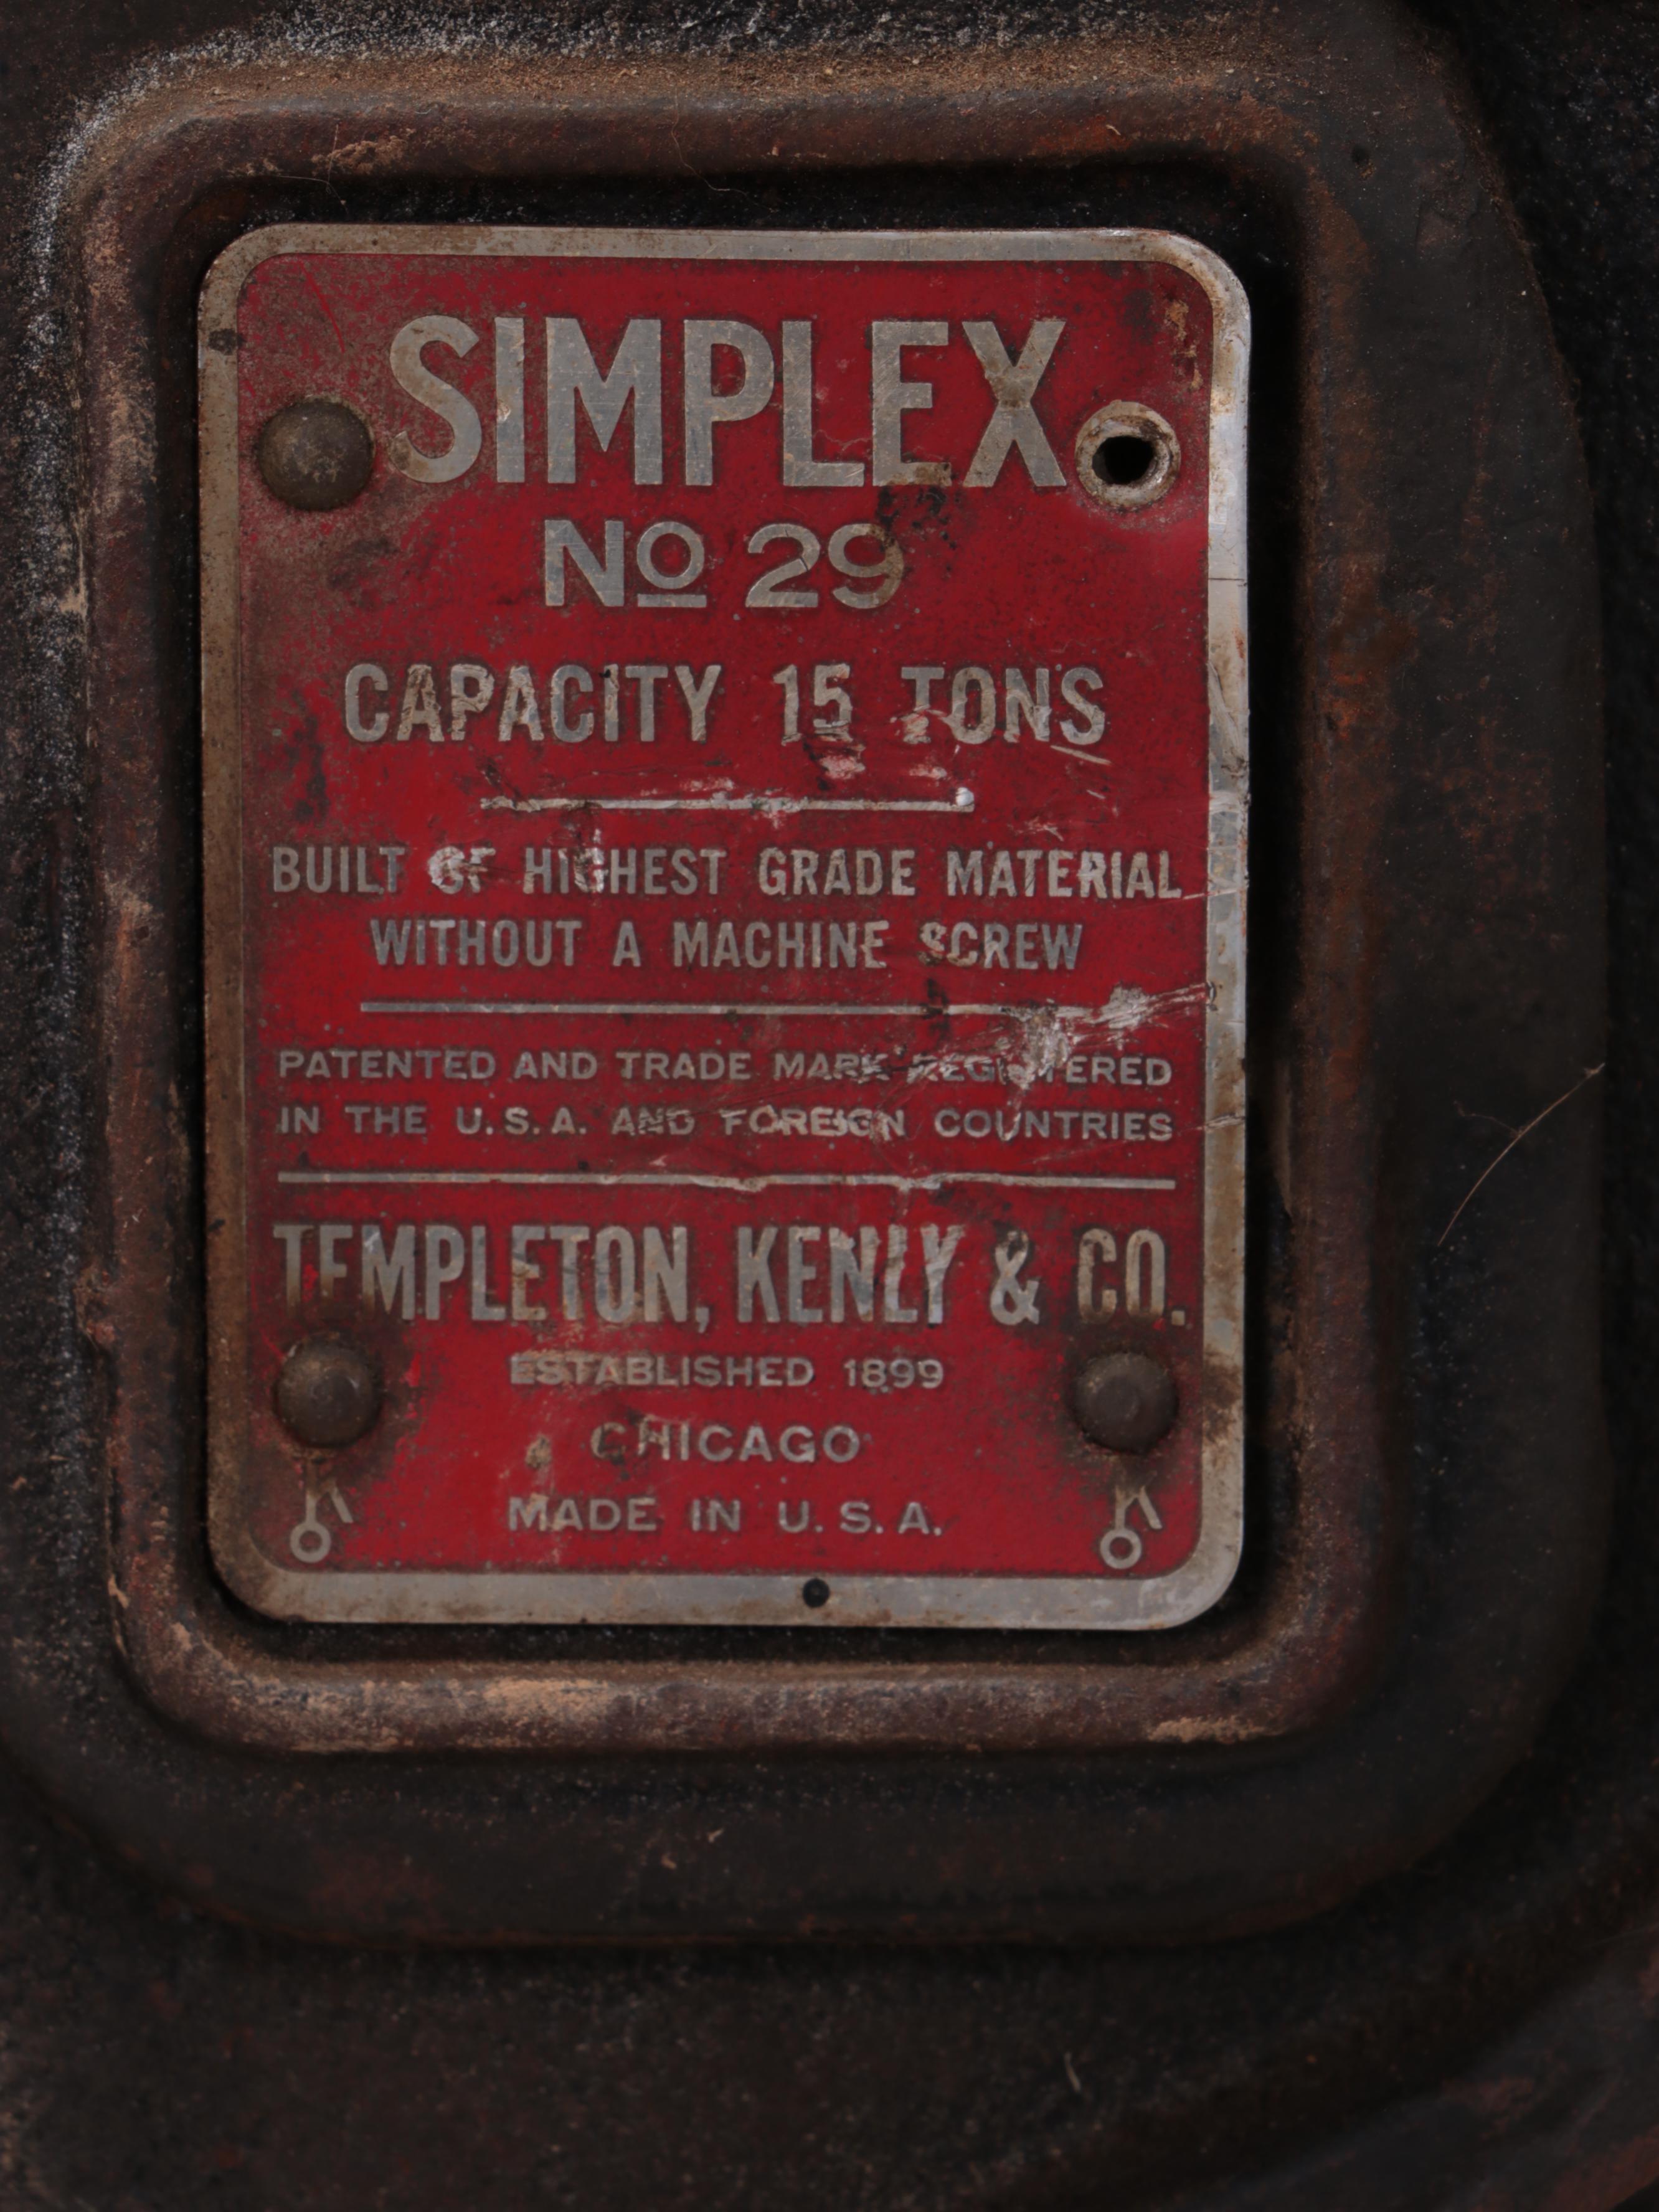 SIMPLEX
No 29
CAPACITY 15 TONS
BUILT OF HIGHEST GRADE MATERIAL
WITHOUT A MACHINE SCREW
PATENTED AND TRADE MARK REGISTERED
IN THE U.S.A. AND FOREIGN COUNTRIES
TEMPLETON, KENLY & CO.
ESTABLISHED 1899
CHICAGO
MADE IN U.S.A.